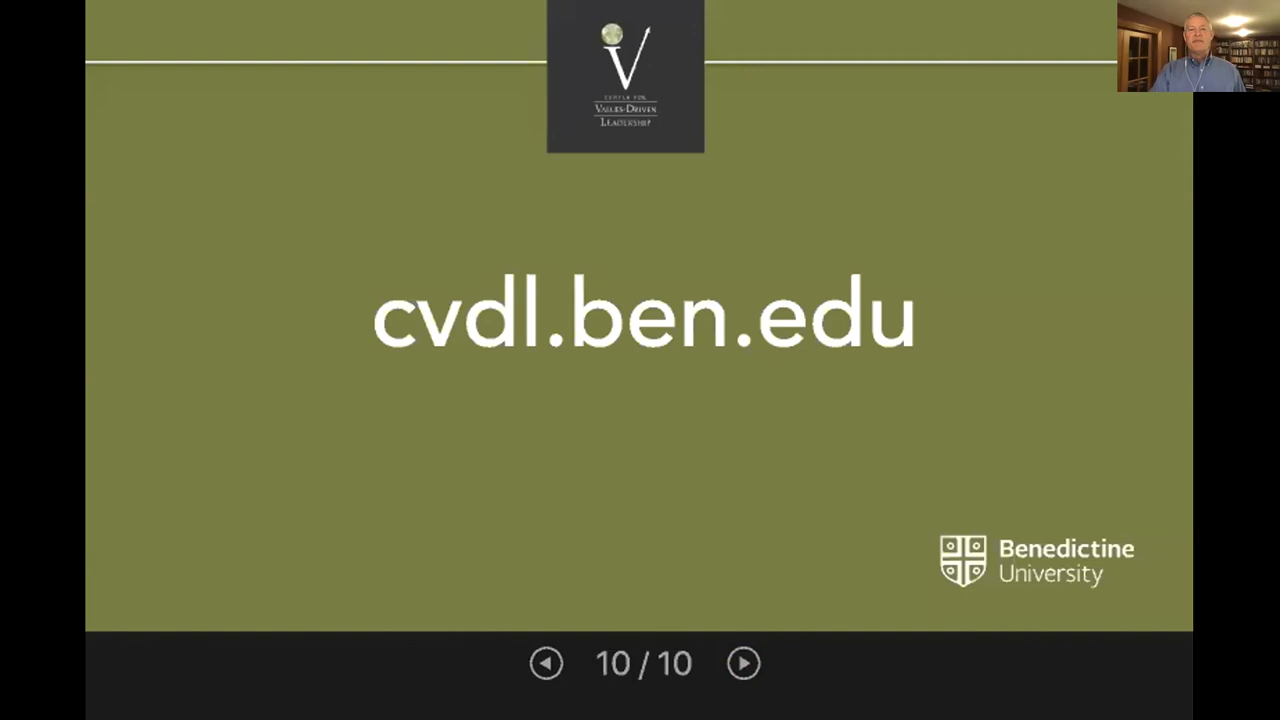 CENTER FOR
VALUES-DRIVEN
LEADERSHIP
cvdl.ben.edu
Benedictine
University
10 / 10